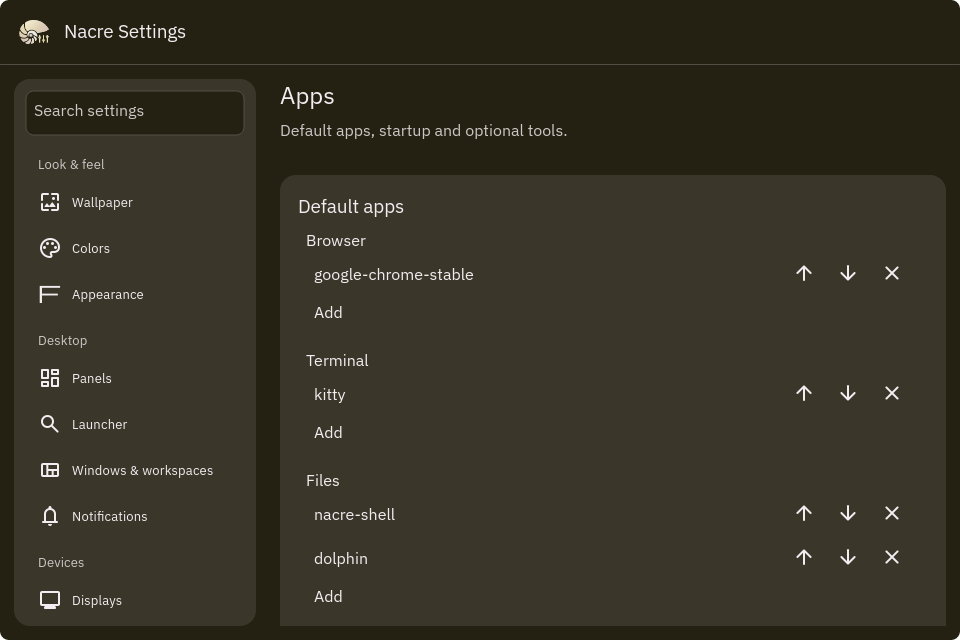 Nacre Settings
Search settings
Look & feel
Wallpaper
Colors
Appearance
Desktop
Panels
Launcher
Windows & workspaces
Notifications
Devices
Displays
Apps
Default apps, startup and optional tools.
Default apps
Browser
google-chrome-stable
Add
Terminal
kitty
Add
Files
nacre-shell
dolphin
Add